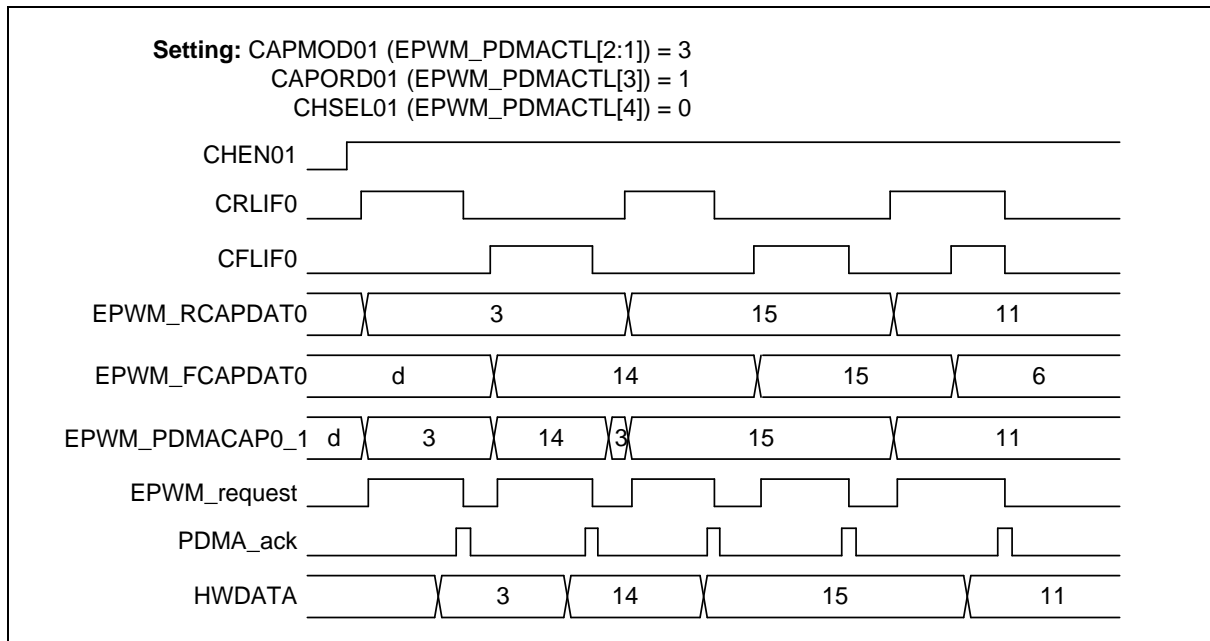 Setting: CAPMOD01 (EPWM_PDMACTL[2:1]) = 3
CAPORD01 (EPWM_PDMACTL[3]) = 1
CHSEL01 (EPWM_PDMACTL[4]) = 0
CHEN01
CRLIF0
CFLIF0
EPWM_RCAPDAT0 3 15 11
EPWM_FCAPDAT0 d 14 15 6
EPWM_PDMACAP0_1 d 3 14 3 15 11
EPWM_request
PDMA_ack
HWDATA 3 14 15 11